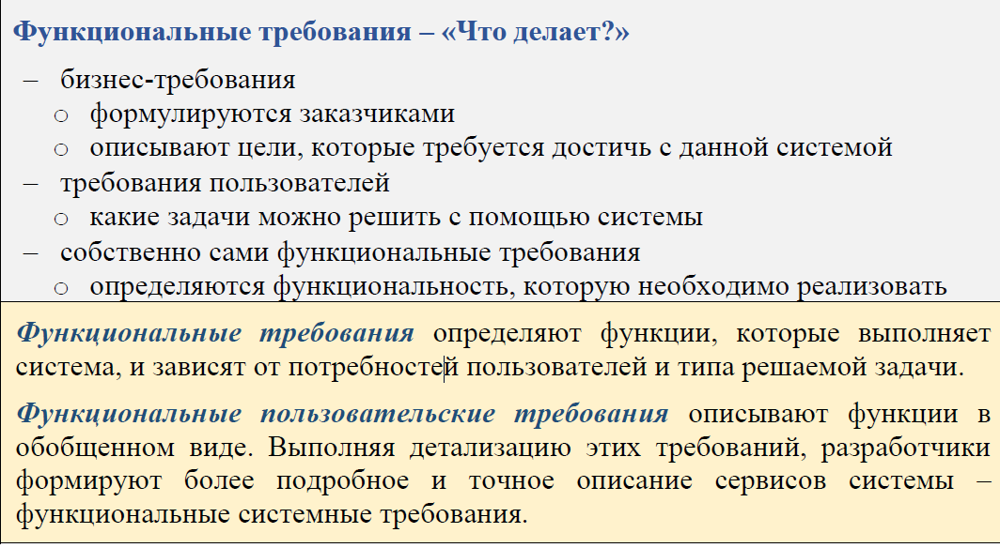 Функциональные требования – «Что делает?»
– бизнес-требования
o формулируются заказчиками
o описывают цели, которые требуется достичь с данной системой
– требования пользователей
o какие задачи можно решить с помощью системы
– собственно сами функциональные требования
o определяются функциональность, которую необходимо реализовать
Функциональные требования определяют функции, которые выполняет
система, и зависят от потребностей пользователей и типа решаемой задачи.
Функциональные пользовательские требования описывают функции в
обобщенном виде. Выполняя детализацию этих требований, разработчики
формируют более подробное и точное описание сервисов системы –
функциональные системные требования.